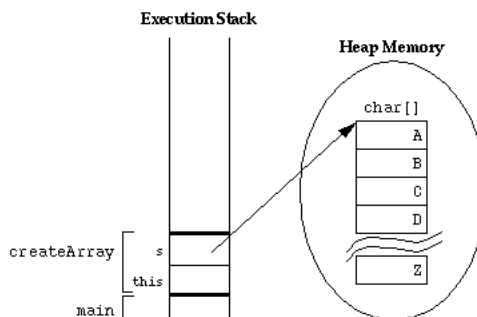 Execution Stack
Heap Memory
char[]
A
B
C
D
Z
createArray
s
this
main